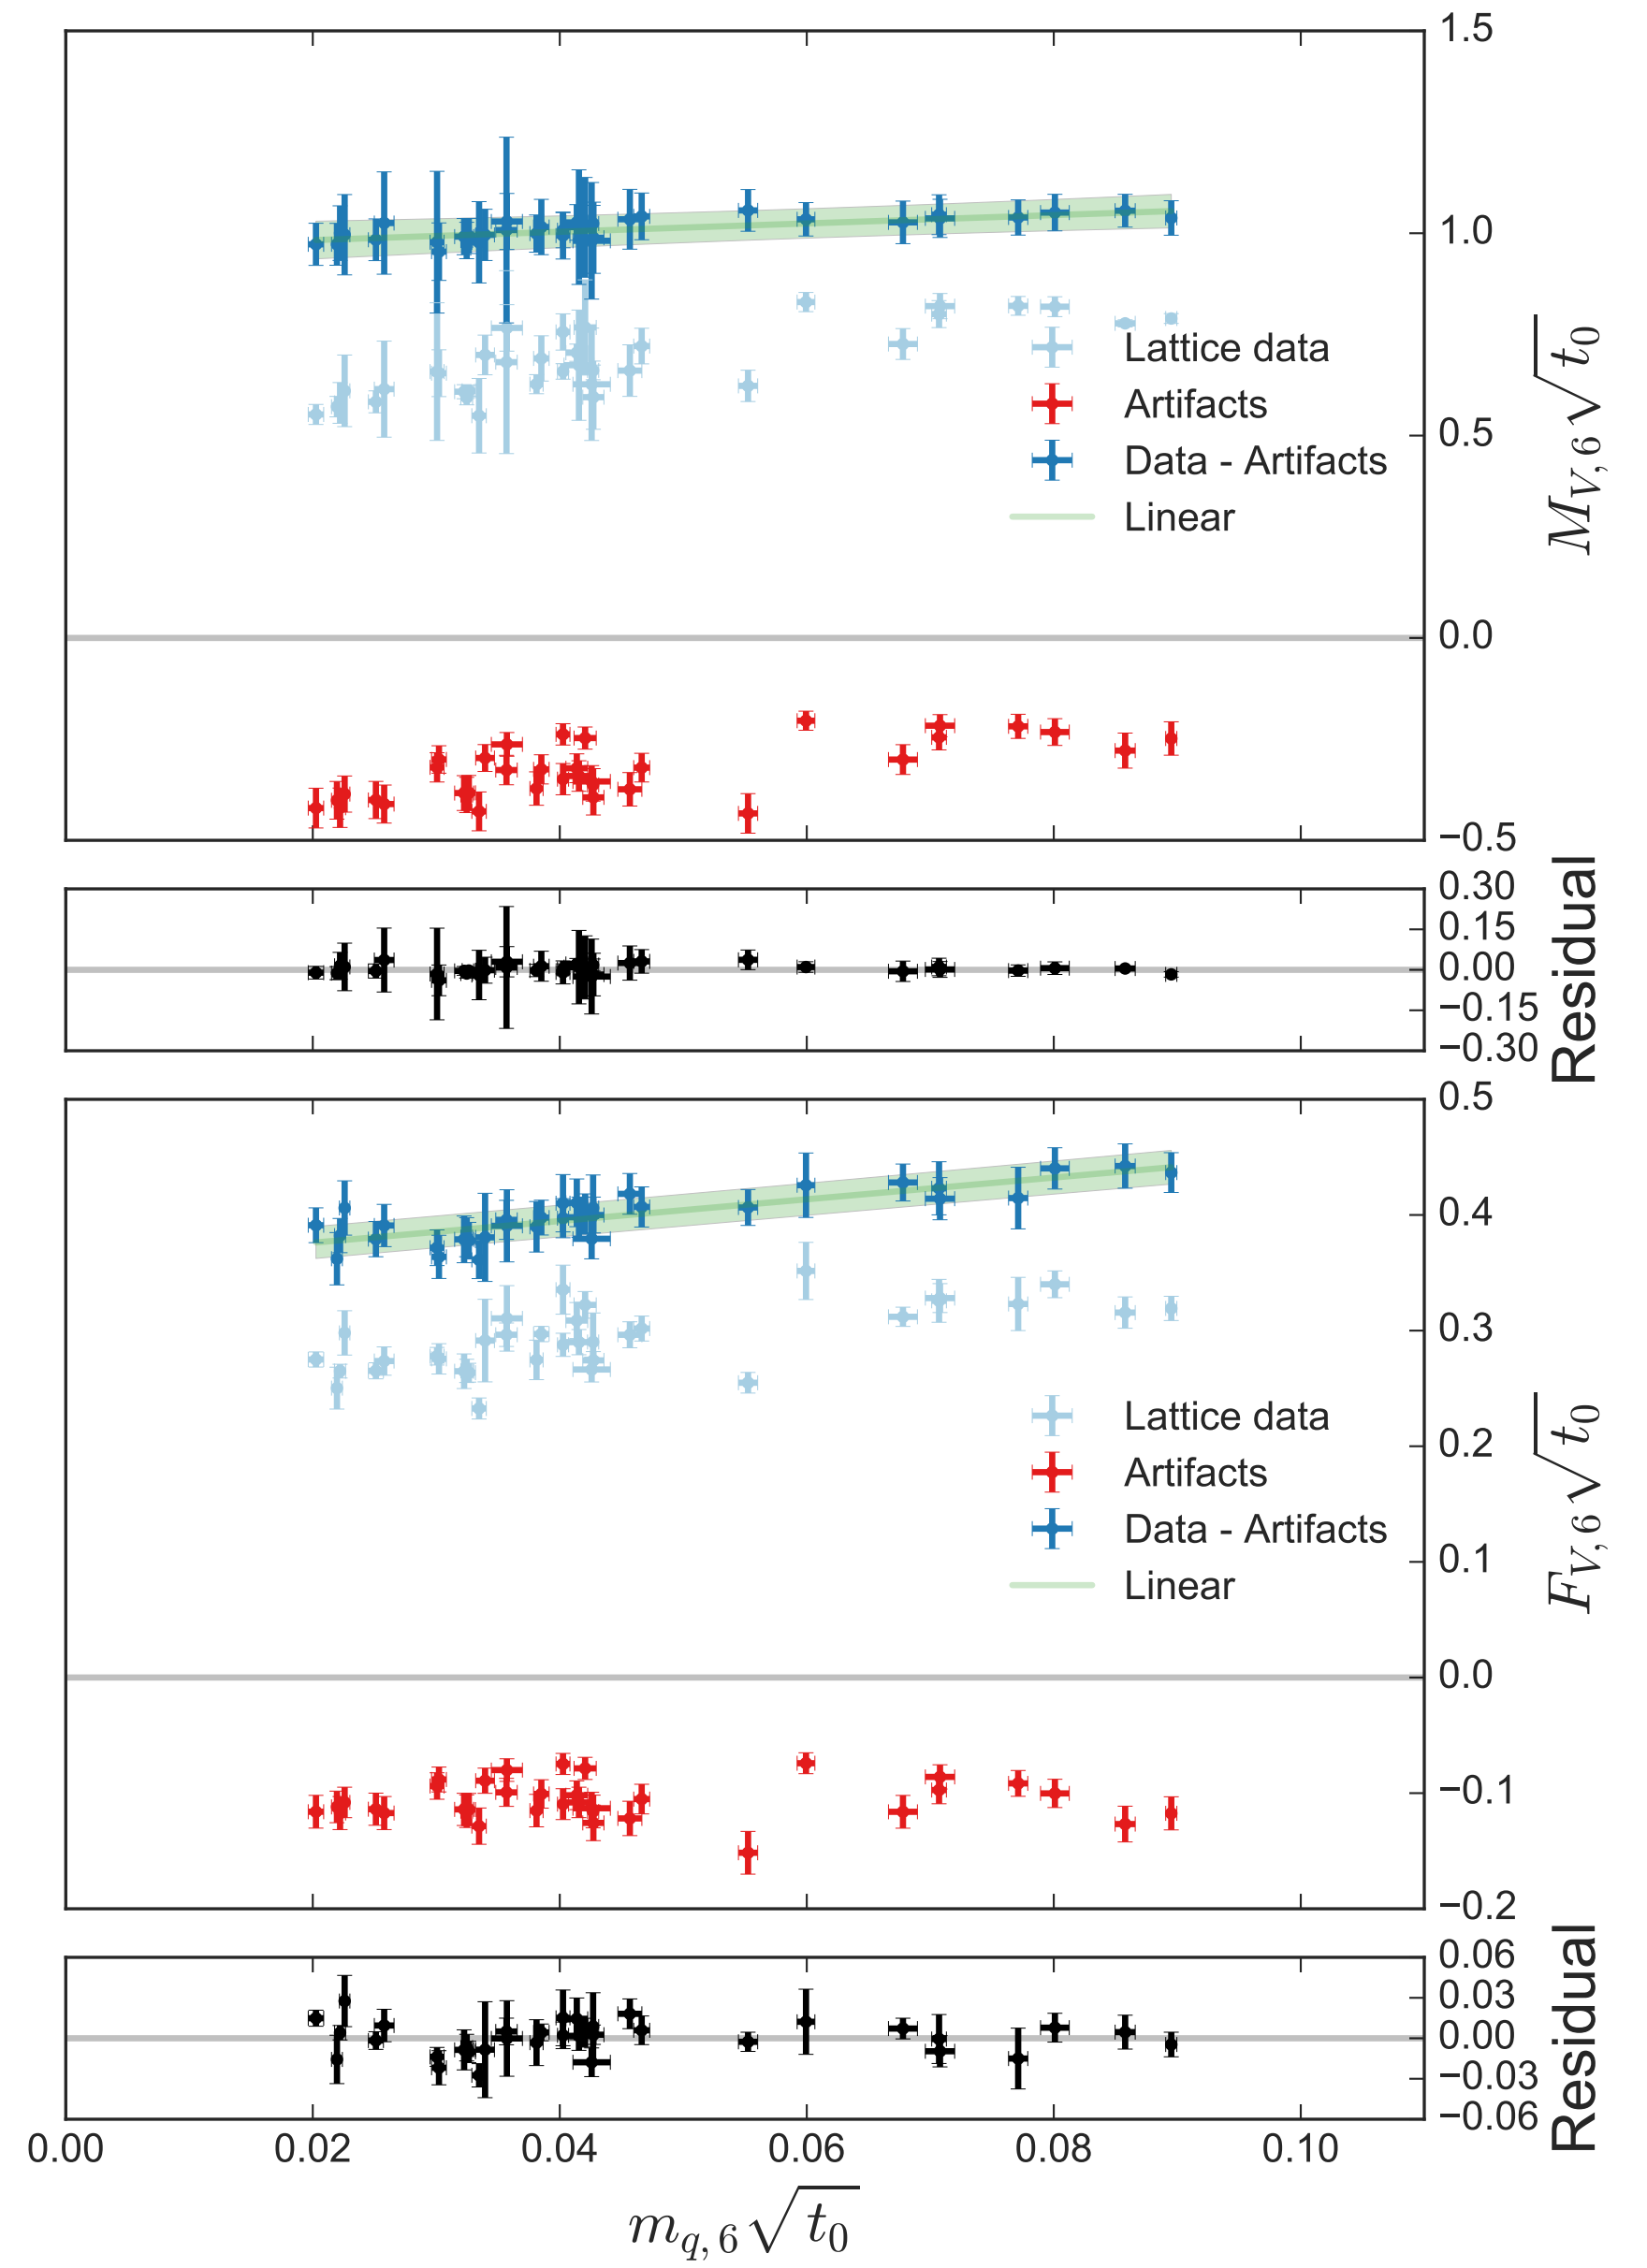 1.5
1.0
0.5
0.0
−0.5
M_{V,6}√t_0
Lattice data
Artifacts
Data - Artifacts
Linear
0.30
0.15
0.00
−0.15
−0.30
Residual
0.5
0.4
0.3
0.2
0.1
0.0
−0.1
−0.2
F_{V,6}√t_0
Lattice data
Artifacts
Data - Artifacts
Linear
0.06
0.03
0.00
−0.03
−0.06
Residual
0.00 0.02 0.04 0.06 0.08 0.10
m_{q,6}√t_0